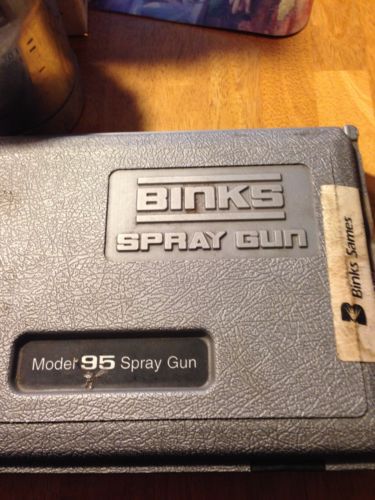 BINKS
SPRAY GUN
Binks Sames
Model 95 Spray Gun